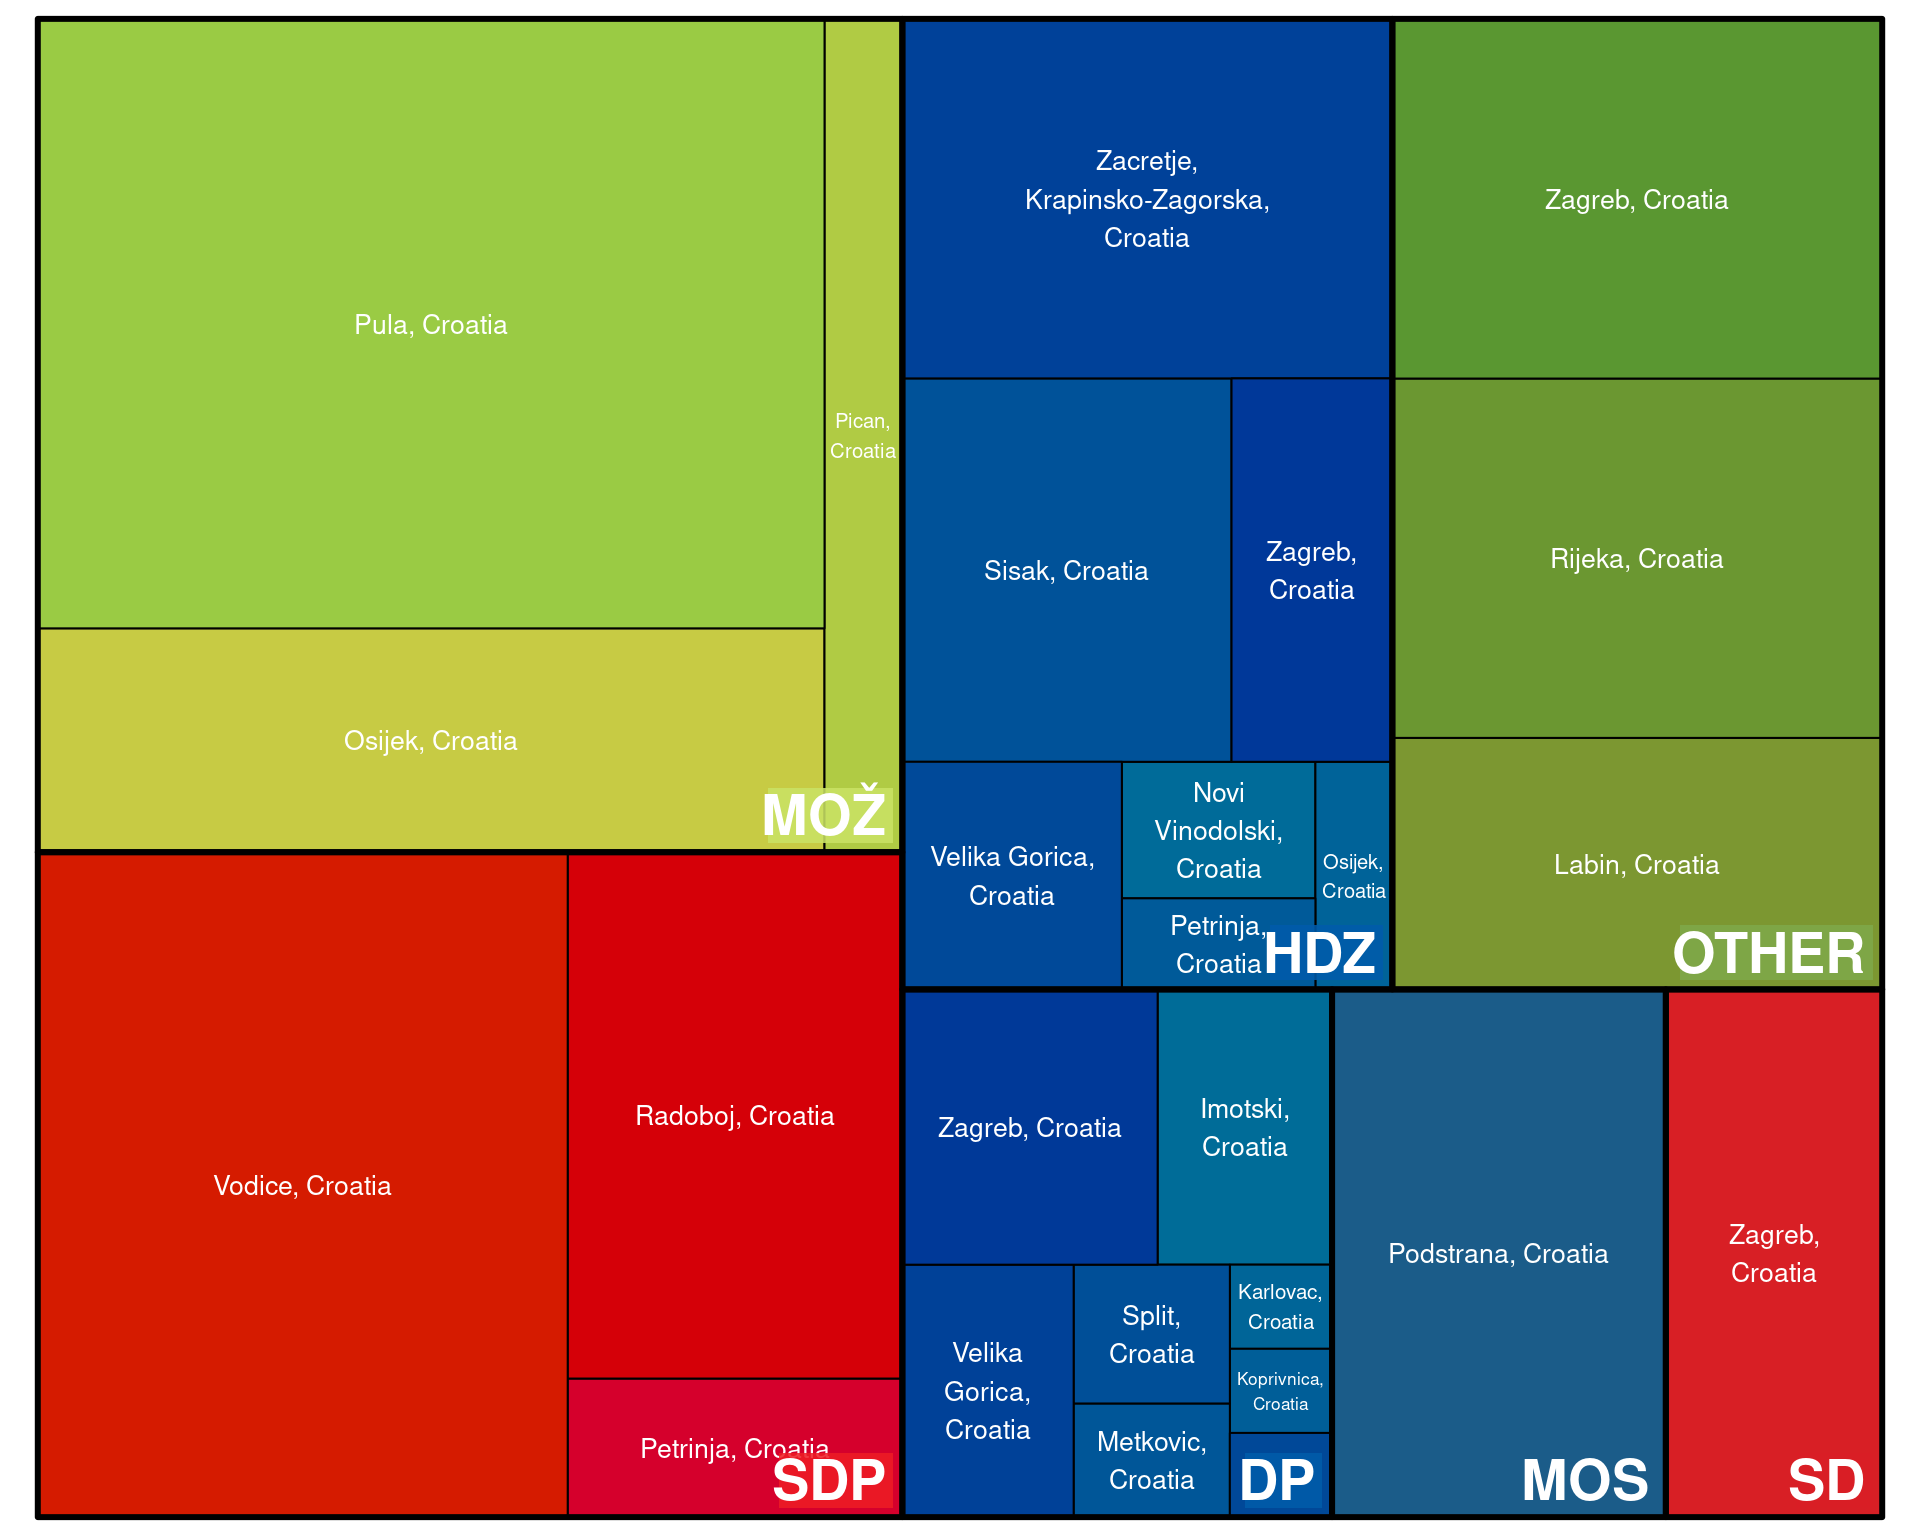 Pula, Croatia
Pican,
Croatia
Osijek, Croatia
MOŽ
Zacretje,
Krapinsko-Zagorska,
Croatia
Sisak, Croatia
Zagreb,
Croatia
Velika Gorica,
Croatia
Novi
Vinodolski,
Croatia
Petrinja,
Croatia
Osijek,
Croatia
HDZ
Zagreb, Croatia
Rijeka, Croatia
Labin, Croatia
OTHER
Vodice, Croatia
Radoboj, Croatia
Petrinja, Croatia
SDP
Zagreb, Croatia
Imotski,
Croatia
Velika
Gorica,
Croatia
Split,
Croatia
Metkovic,
Croatia
Karlovac,
Croatia
Koprivnica,
Croatia
DP
Podstrana, Croatia
MOS
Zagreb,
Croatia
SD